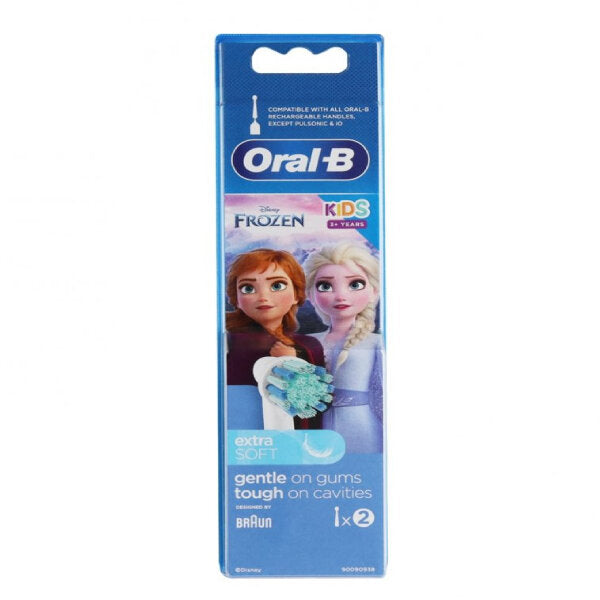 COMPATIBLE WITH ALL ORAL-B
RECHARGEABLE HANDLES,
EXCEPT PULSONIC & IO
Oral-B
Disney
FROZEN
KIDS
3+ YEARS
extra
SOFT
gentle on gums
tough on cavities
DESIGNED BY
BRAUN
x 2
©Disney
90090938